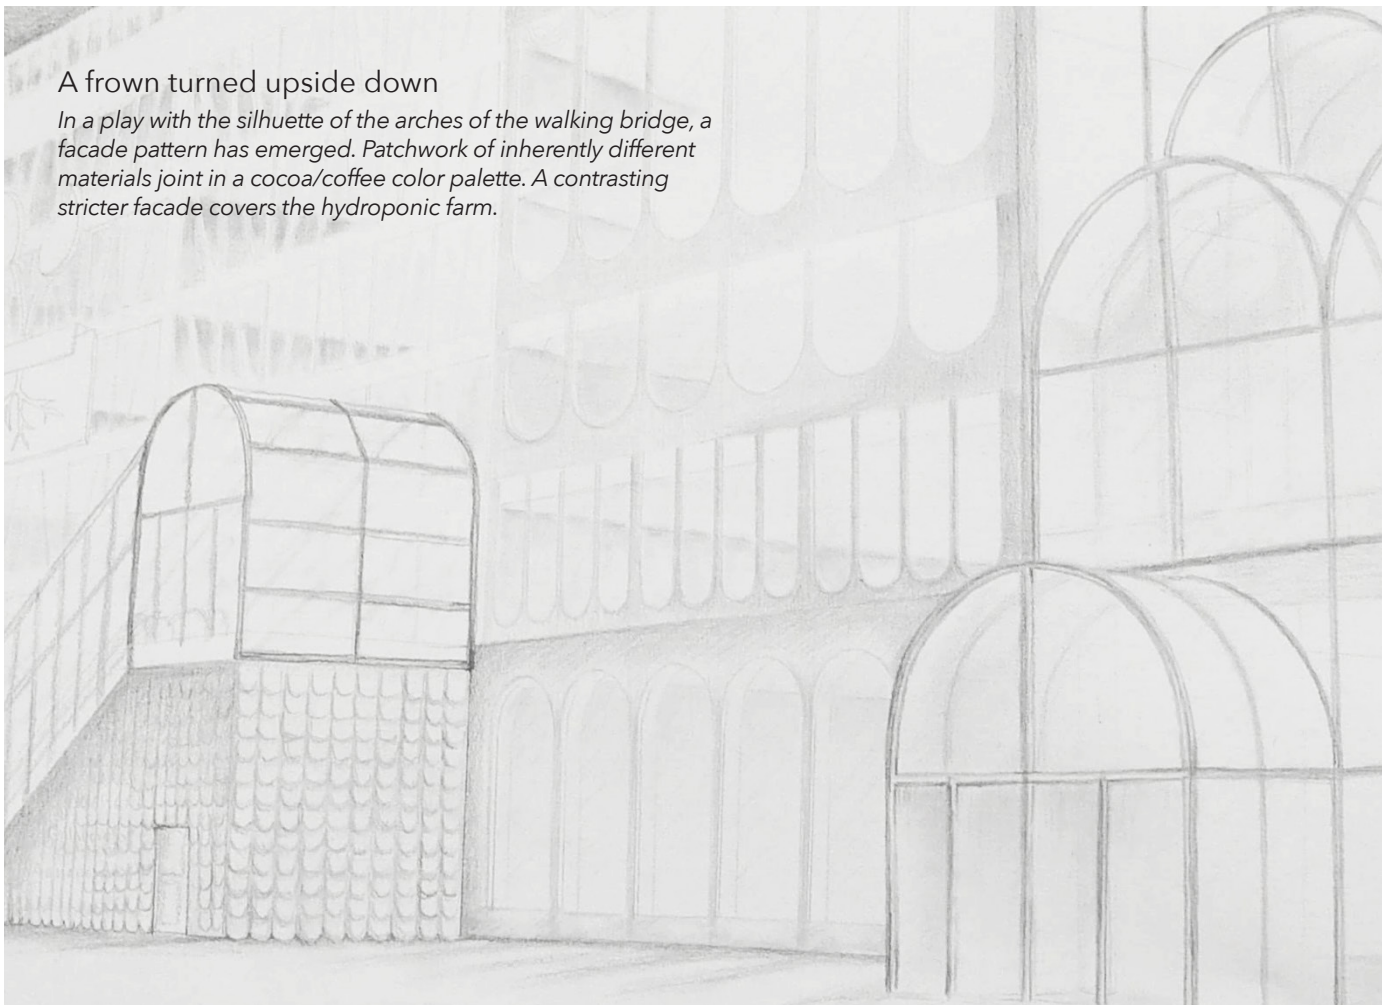 A frown turned upside down
In a play with the silhuette of the arches of the walking bridge, a
facade pattern has emerged. Patchwork of inherently different
materials joint in a cocoa/coffee color palette. A contrasting
stricter facade covers the hydroponic farm.